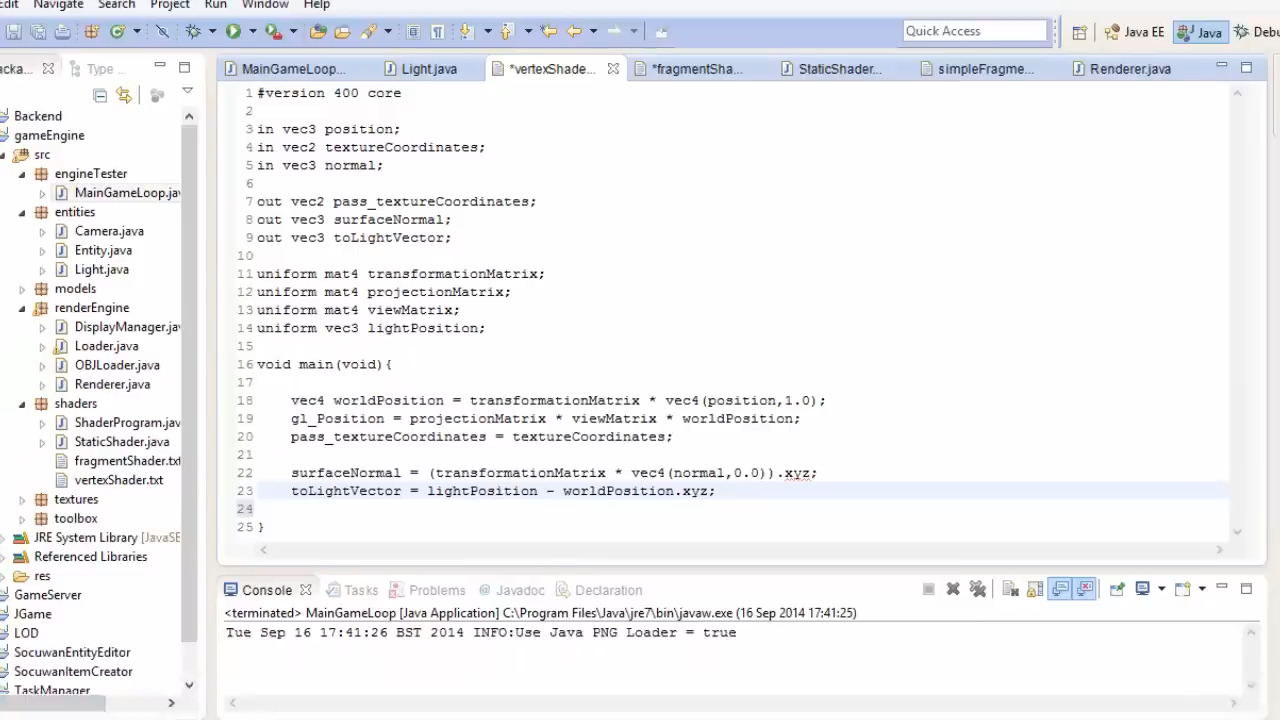 Edit Navigate Search Project Run Window Help
Quick Access
Java EE
Java
Debu
Type ...
MainGameLoop...
Light.java
*vertexShade...
*fragmentSha...
StaticShader...
simpleFragme...
Renderer.java
Backend
gameEngine
src
engineTester
MainGameLoop.jav
entities
Camera.java
Entity.java
Light.java
models
renderEngine
DisplayManager.jav
Loader.java
OBJLoader.java
Renderer.java
shaders
ShaderProgram.jav
StaticShader.java
fragmentShader.txt
vertexShader.txt
textures
toolbox
JRE System Library [JavaSE
Referenced Libraries
res
GameServer
JGame
LOD
SocuwanEntityEditor
SocuwanItemCreator
TaskManager
1 #version 400 core
2
3 in vec3 position;
4 in vec2 textureCoordinates;
5 in vec3 normal;
6
7 out vec2 pass_textureCoordinates;
8 out vec3 surfaceNormal;
9 out vec3 toLightVector;
10
11 uniform mat4 transformationMatrix;
12 uniform mat4 projectionMatrix;
13 uniform mat4 viewMatrix;
14 uniform vec3 lightPosition;
15
16 void main(void){
17
18 vec4 worldPosition = transformationMatrix * vec4(position,1.0);
19 gl_Position = projectionMatrix * viewMatrix * worldPosition;
20 pass_textureCoordinates = textureCoordinates;
21
22 surfaceNormal = (transformationMatrix * vec4(normal,0.0)).xyz;
23 toLightVector = lightPosition - worldPosition.xyz;
24
25 }
Console
Tasks
Problems
@ Javadoc
Declaration
<terminated> MainGameLoop [Java Application] C:\Program Files\Java\jre7\bin\javaw.exe (16 Sep 2014 17:41:25)
Tue Sep 16 17:41:26 BST 2014 INFO:Use Java PNG Loader = true